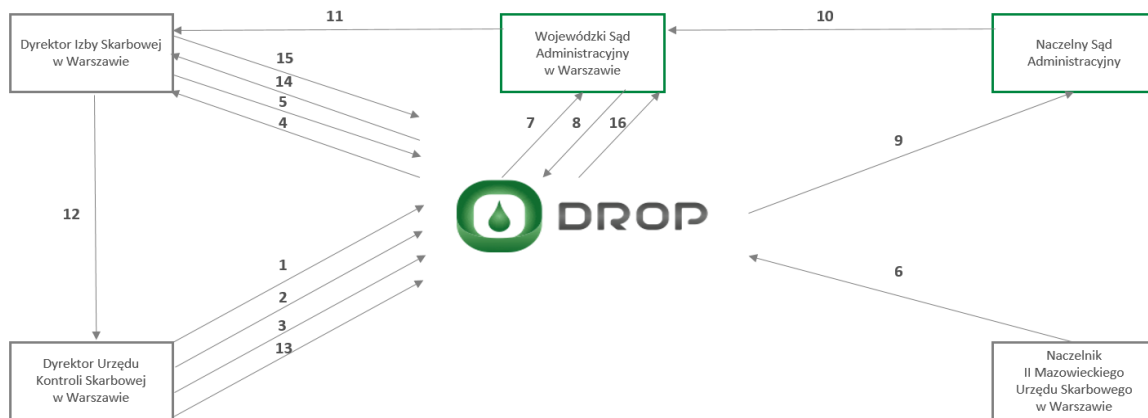 11
10
Dyrektor Izby Skarbowej
w Warszawie
Wojewódzki Sąd
Administracyjny
w Warszawie
Naczelny Sąd
Administracyjny
15
14
5
4
7
8
16
9
12
DROP
1
2
3
13
6
Dyrektor Urzędu
Kontroli Skarbowej
w Warszawie
Naczelnik
II Mazowieckiego
Urzędu Skarbowego
w Warszawie